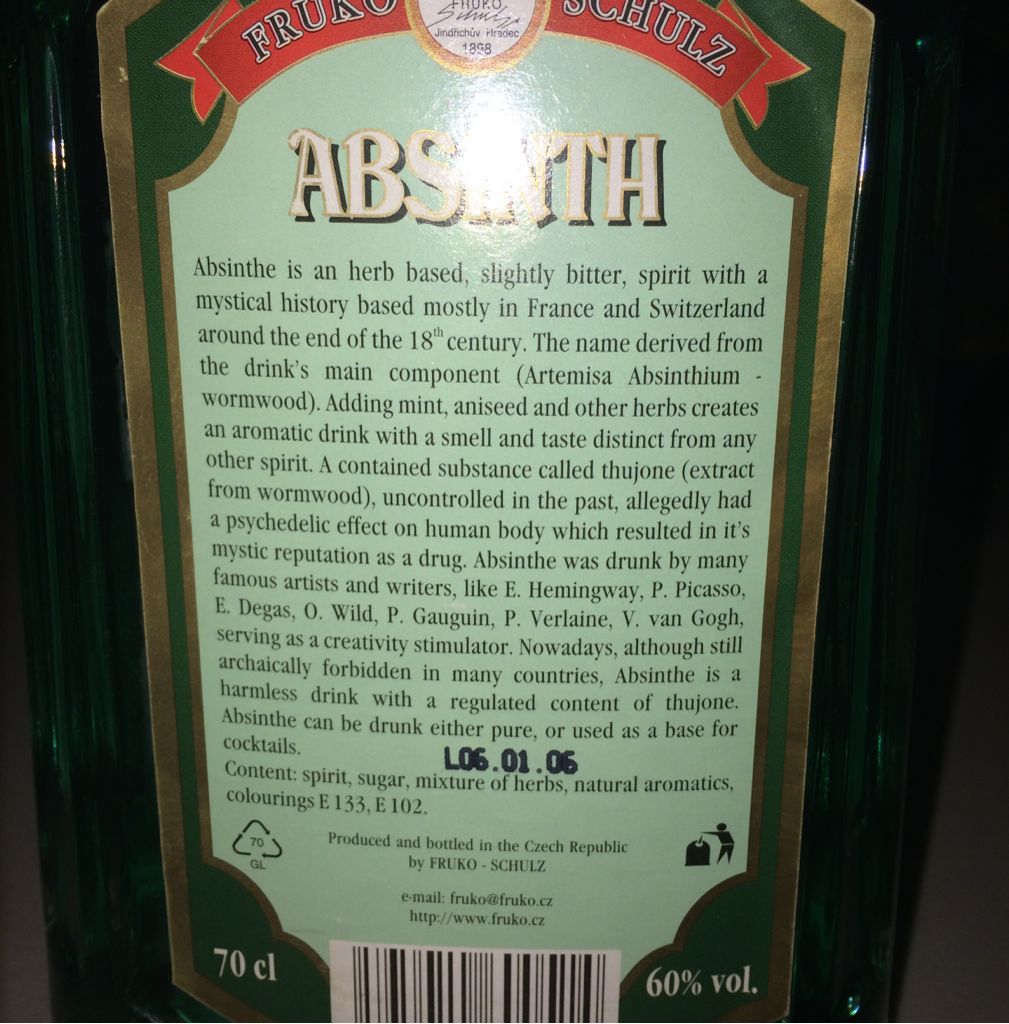 FRUKO SCHULZ
FRUKO
Schulz
Jindřichův Hradec
1898
ABSINTH
Absinthe is an herb based, slightly bitter, spirit with a
mystical history based mostly in France and Switzerland
around the end of the 18th century. The name derived from
the drink's main component (Artemisa Absinthium -
wormwood). Adding mint, aniseed and other herbs creates
an aromatic drink with a smell and taste distinct from any
other spirit. A contained substance called thujone (extract
from wormwood), uncontrolled in the past, allegedly had
a psychedelic effect on human body which resulted in it's
mystic reputation as a drug. Absinthe was drunk by many
famous artists and writers, like E. Hemingway, P. Picasso,
E. Degas, O. Wild, P. Gauguin, P. Verlaine, V. van Gogh,
serving as a creativity stimulator. Nowadays, although still
archaically forbidden in many countries, Absinthe is a
harmless drink with a regulated content of thujone.
Absinthe can be drunk either pure, or used as a base for
cocktails.
L06.01.06
Content: spirit, sugar, mixture of herbs, natural aromatics,
colourings E 133, E 102.
70
GL
Produced and bottled in the Czech Republic
by FRUKO - SCHULZ
e-mail: fruko@fruko.cz
http://www.fruko.cz
70 cl
60% vol.